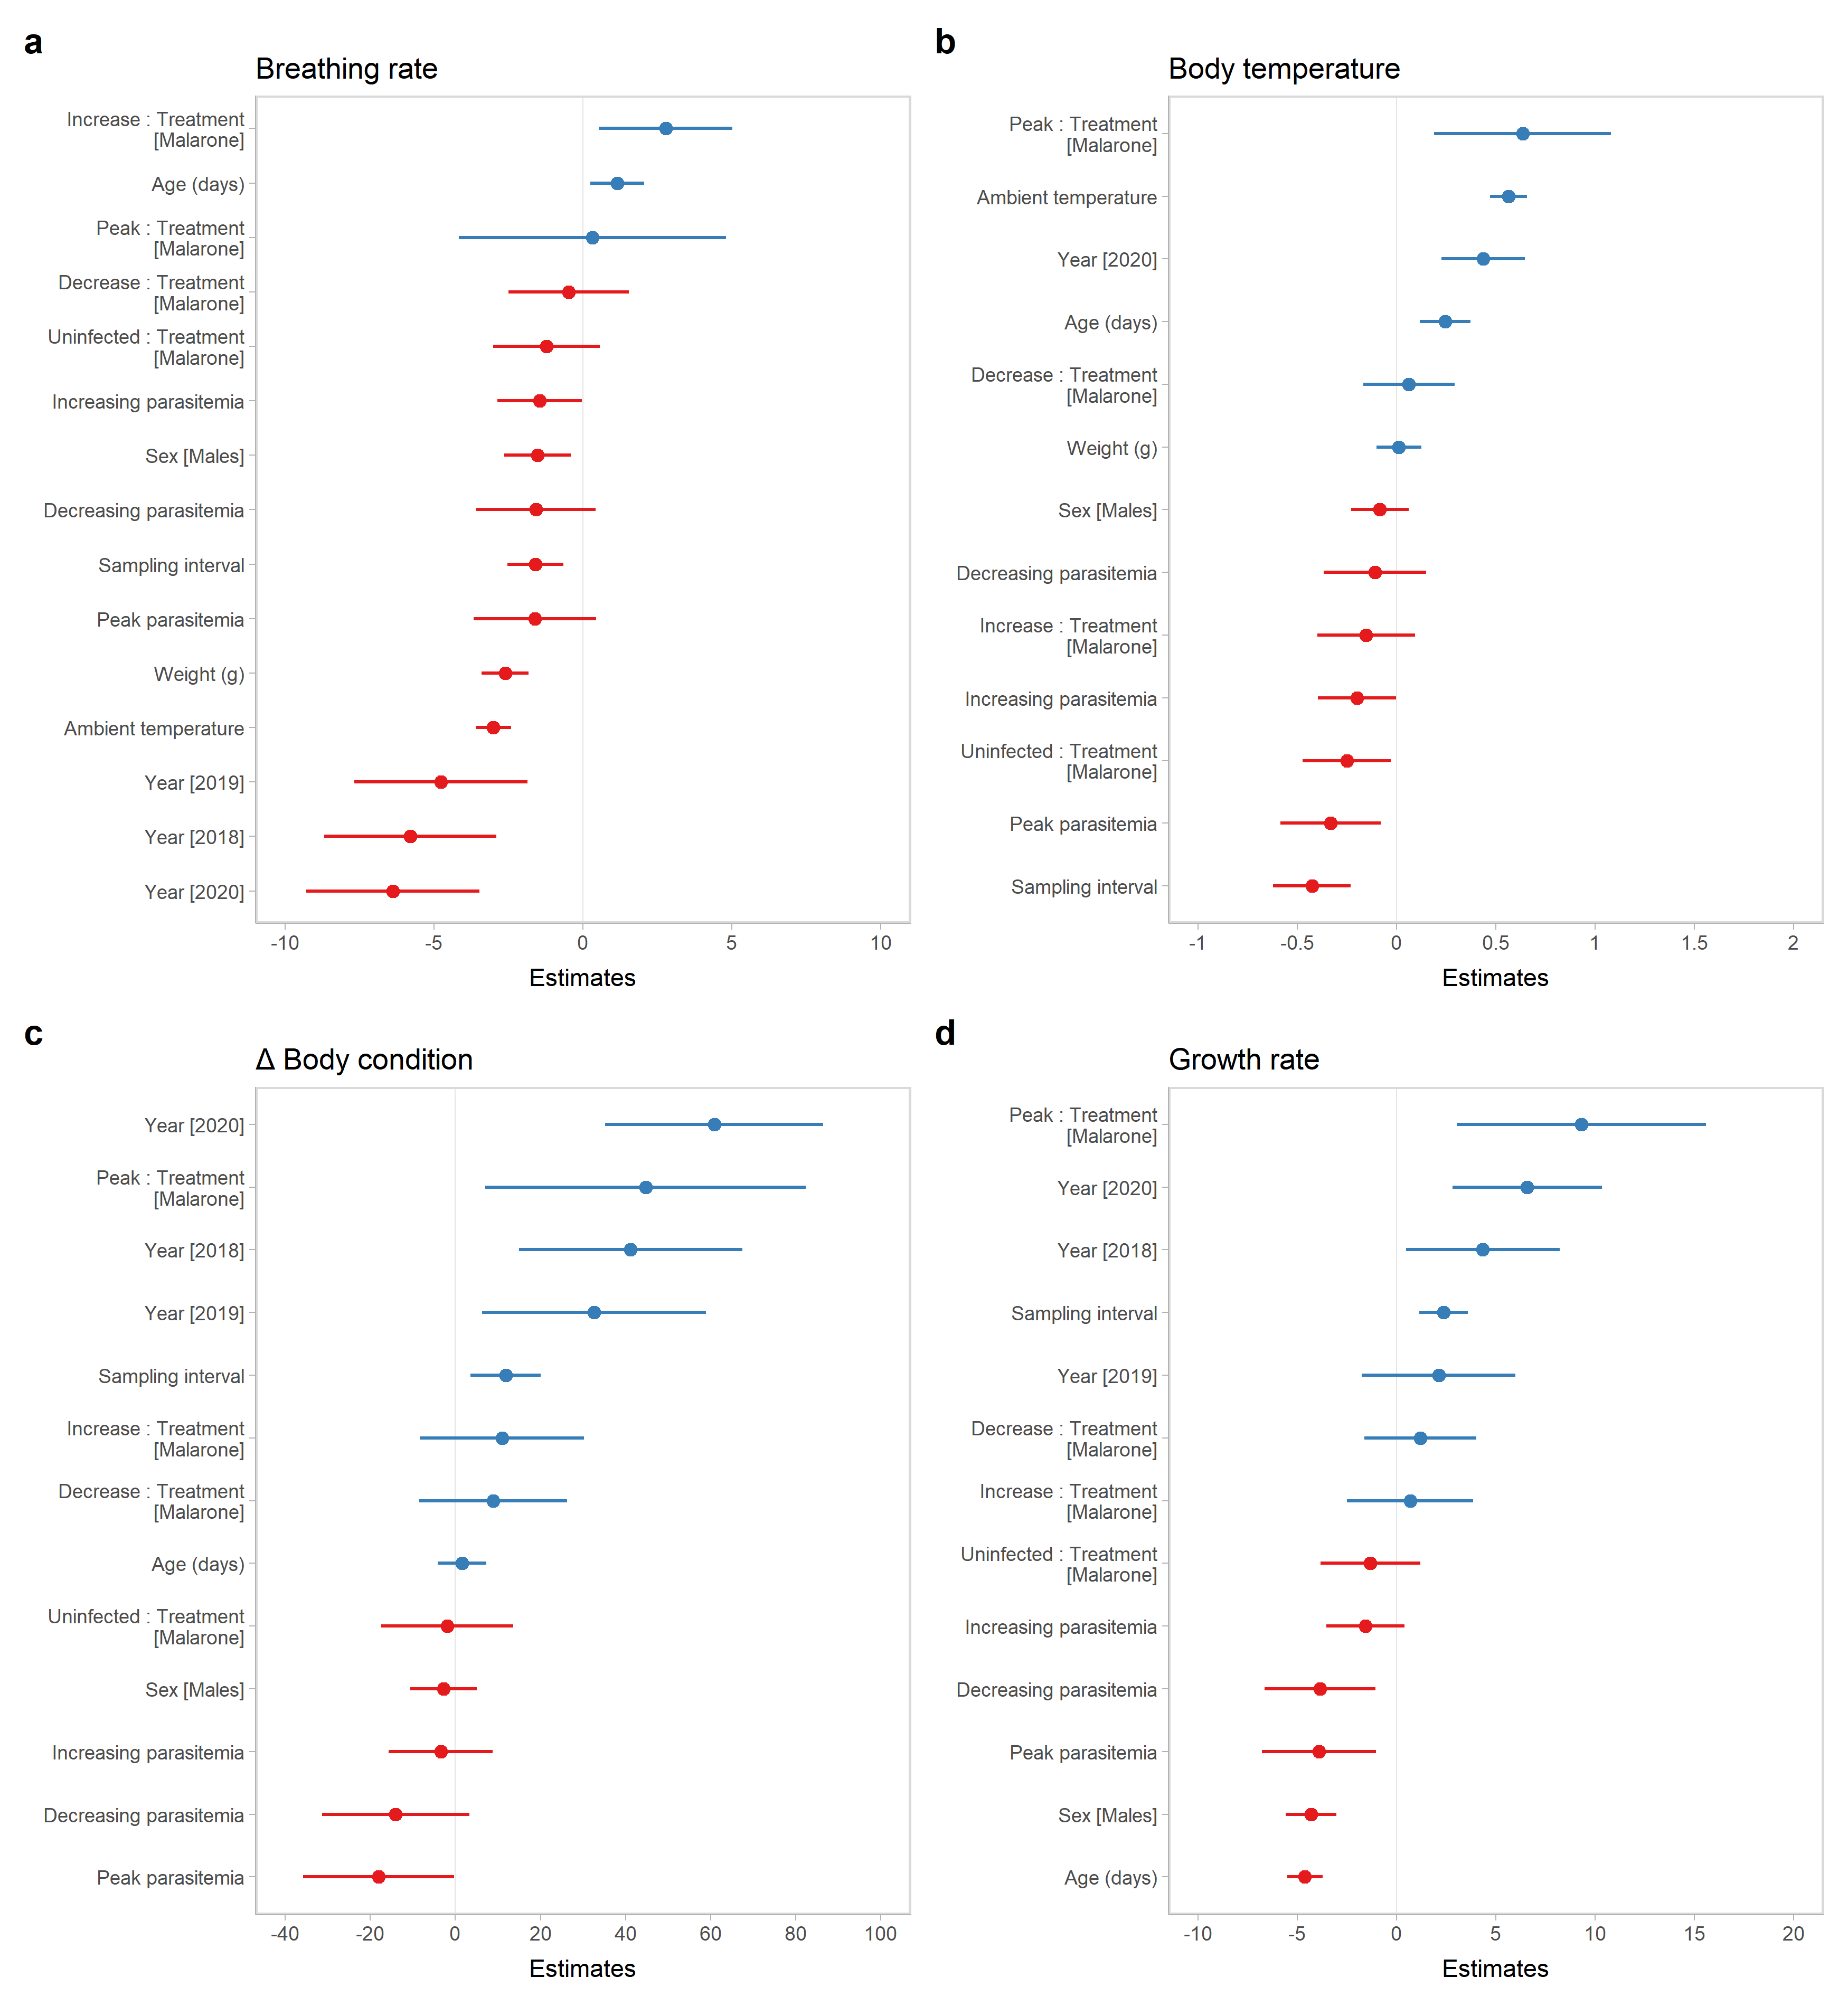 a
Breathing rate
Increase : Treatment
[Malarone]
Age (days)
Peak : Treatment
[Malarone]
Decrease : Treatment
[Malarone]
Uninfected : Treatment
[Malarone]
Increasing parasitemia
Sex [Males]
Decreasing parasitemia
Sampling interval
Peak parasitemia
Weight (g)
Ambient temperature
Year [2019]
Year [2018]
Year [2020]
-10 -5 0 5 10
Estimates
b
Body temperature
Peak : Treatment
[Malarone]
Ambient temperature
Year [2020]
Age (days)
Decrease : Treatment
[Malarone]
Weight (g)
Sex [Males]
Decreasing parasitemia
Increase : Treatment
[Malarone]
Increasing parasitemia
Uninfected : Treatment
[Malarone]
Peak parasitemia
Sampling interval
-1 -0.5 0 0.5 1 1.5 2
Estimates
c
Δ Body condition
Year [2020]
Peak : Treatment
[Malarone]
Year [2018]
Year [2019]
Sampling interval
Increase : Treatment
[Malarone]
Decrease : Treatment
[Malarone]
Age (days)
Uninfected : Treatment
[Malarone]
Sex [Males]
Increasing parasitemia
Decreasing parasitemia
Peak parasitemia
-40 -20 0 20 40 60 80 100
Estimates
d
Growth rate
Peak : Treatment
[Malarone]
Year [2020]
Year [2018]
Sampling interval
Year [2019]
Decrease : Treatment
[Malarone]
Increase : Treatment
[Malarone]
Uninfected : Treatment
[Malarone]
Increasing parasitemia
Decreasing parasitemia
Peak parasitemia
Sex [Males]
Age (days)
-10 -5 0 5 10 15 20
Estimates